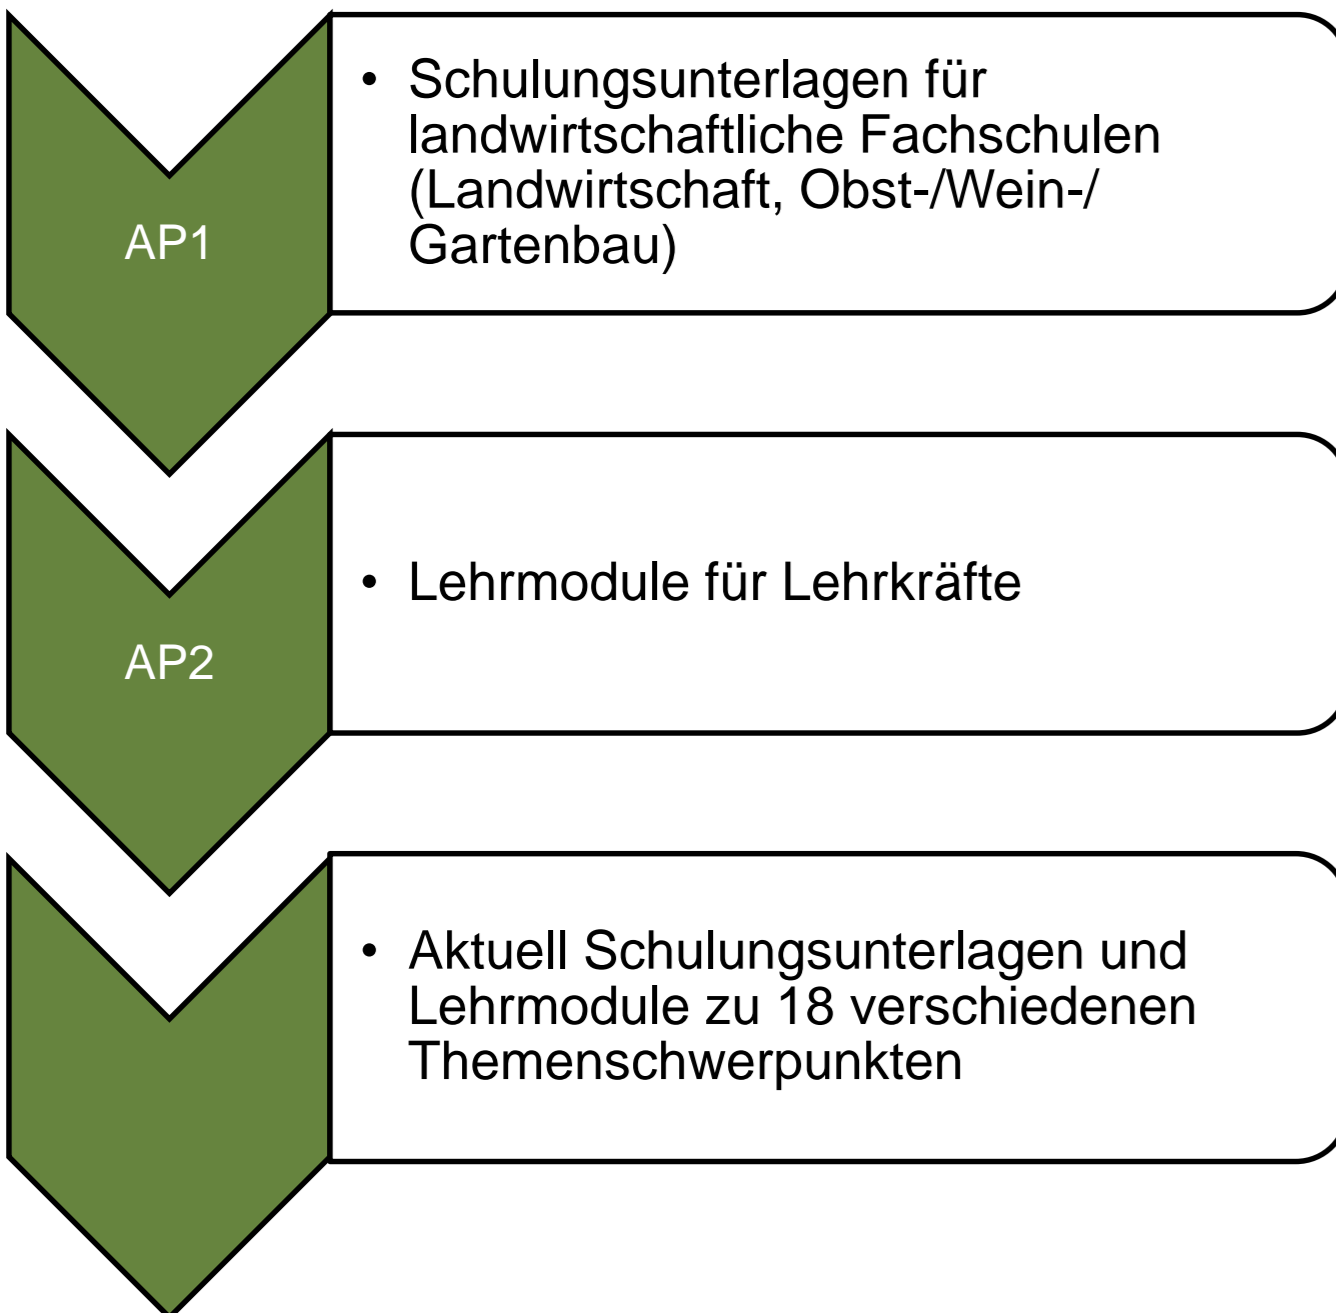 AP1
• Schulungsunterlagen für
landwirtschaftliche Fachschulen
(Landwirtschaft, Obst-/Wein-/
Gartenbau)
AP2
• Lehrmodule für Lehrkräfte
• Aktuell Schulungsunterlagen und
Lehrmodule zu 18 verschiedenen
Themenschwerpunkten